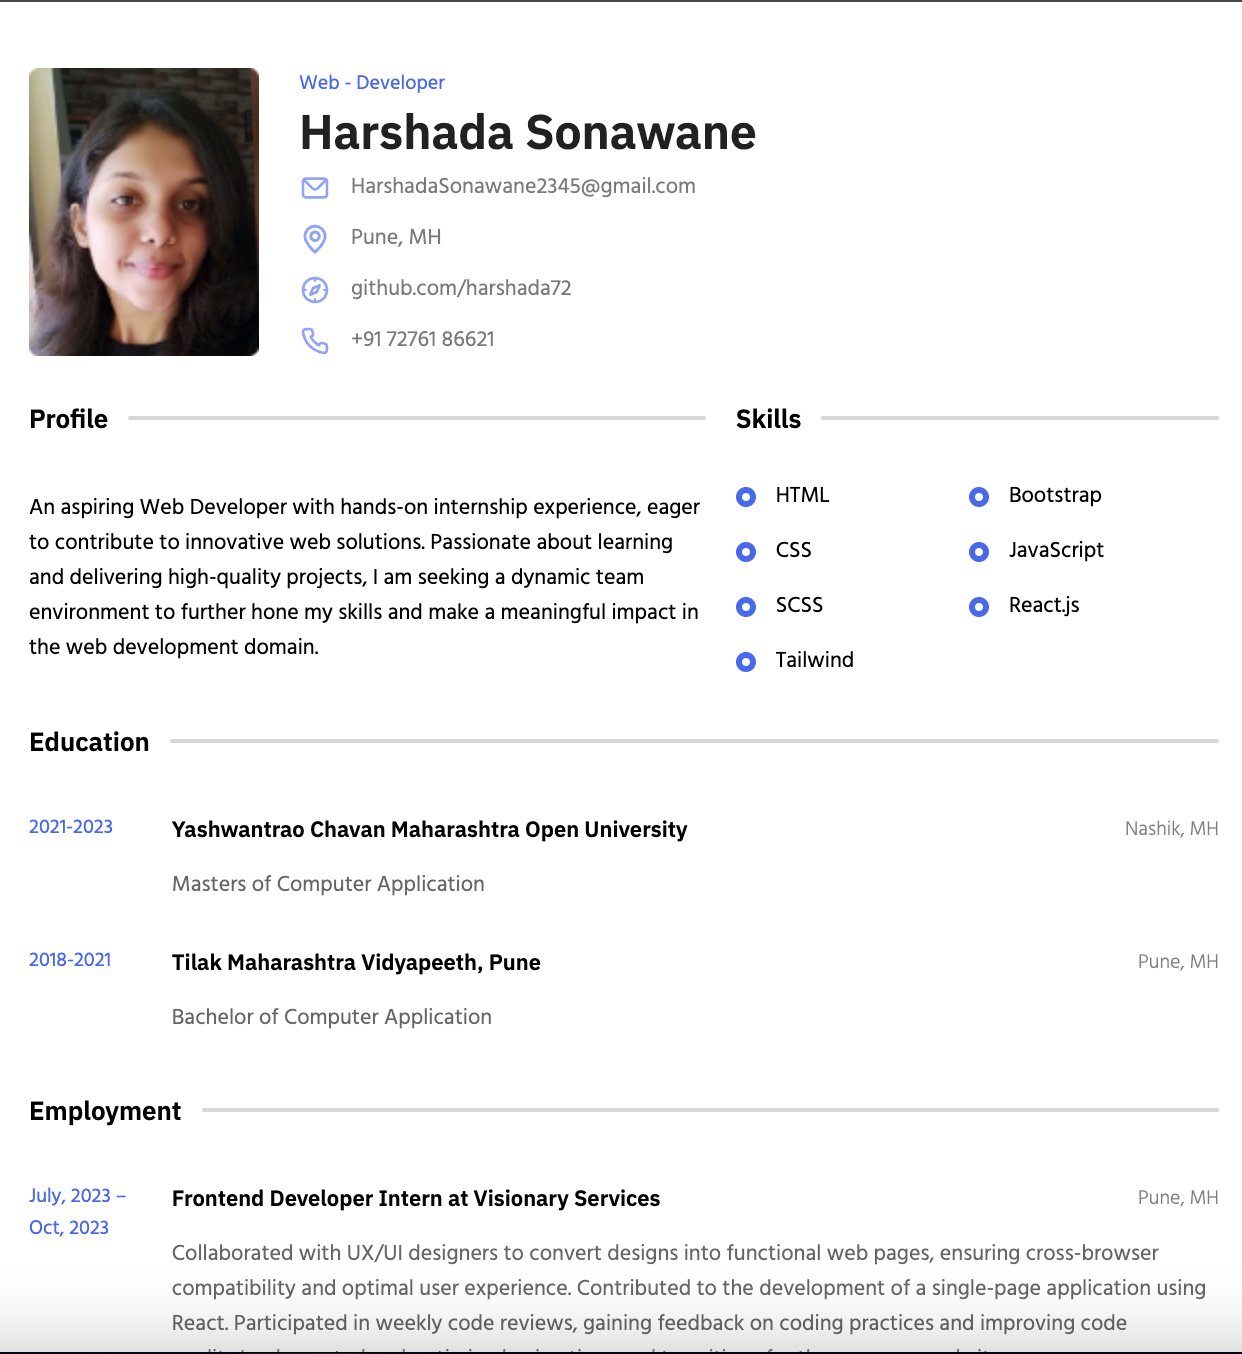 Web - Developer
Harshada Sonawane
HarshadaSonawane2345@gmail.com
Pune, MH
github.com/harshada72
+91 72761 86621
Profile
An aspiring Web Developer with hands-on internship experience, eager
to contribute to innovative web solutions. Passionate about learning
and delivering high-quality projects, I am seeking a dynamic team
environment to further hone my skills and make a meaningful impact in
the web development domain.
Skills
HTML
CSS
SCSS
Tailwind
Bootstrap
JavaScript
React.js
Education
2021-2023 Yashwantrao Chavan Maharashtra Open University Nashik, MH
Masters of Computer Application
2018-2021 Tilak Maharashtra Vidyapeeth, Pune Pune, MH
Bachelor of Computer Application
Employment
July, 2023 –
Oct, 2023
Frontend Developer Intern at Visionary Services Pune, MH
Collaborated with UX/UI designers to convert designs into functional web pages, ensuring cross-browser
compatibility and optimal user experience. Contributed to the development of a single-page application using
React. Participated in weekly code reviews, gaining feedback on coding practices and improving code